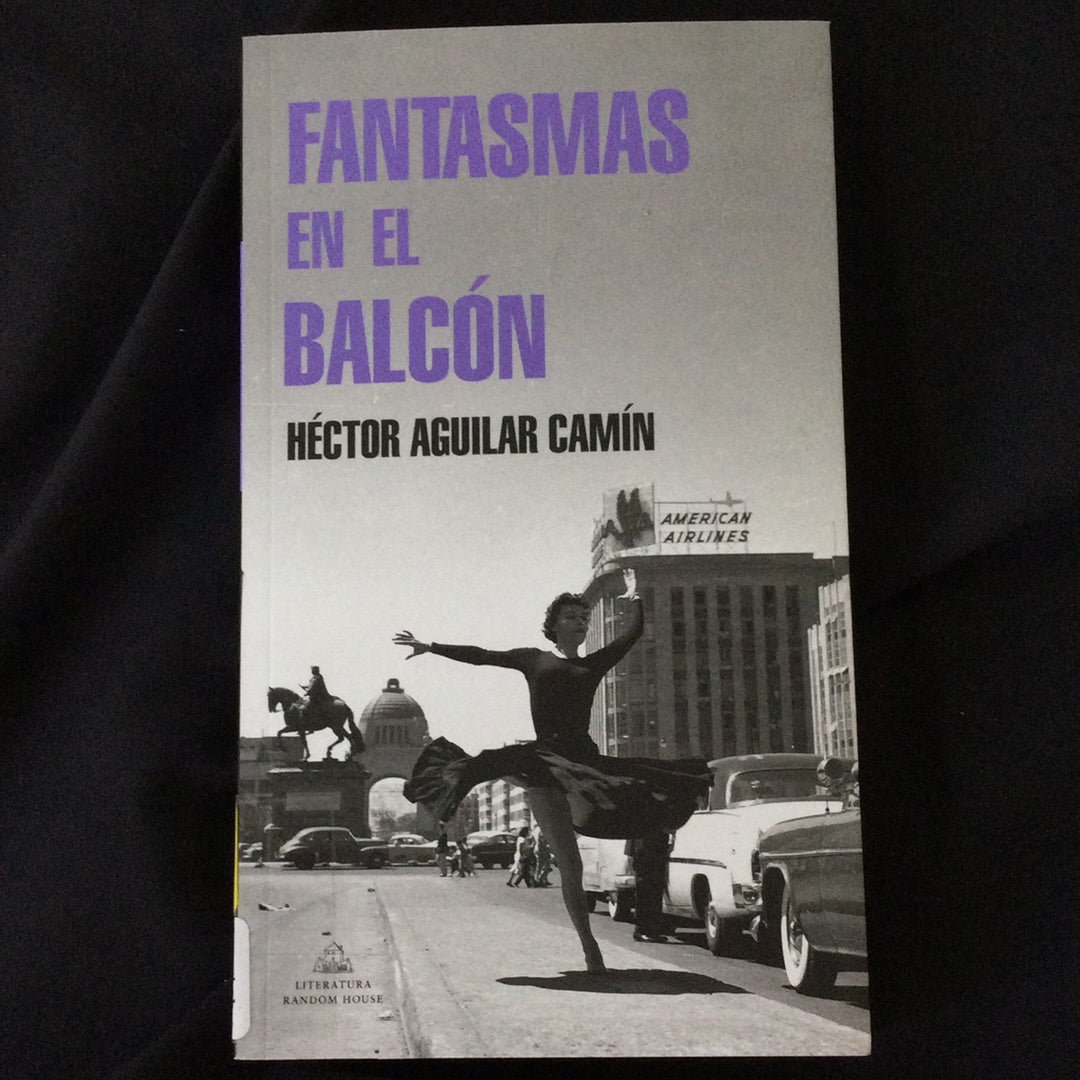 FANTASMAS
EN EL
BALCÓN
HÉCTOR AGUILAR CAMÍN
AMERICAN
AIRLINES
LITERATURA
RANDOM HOUSE